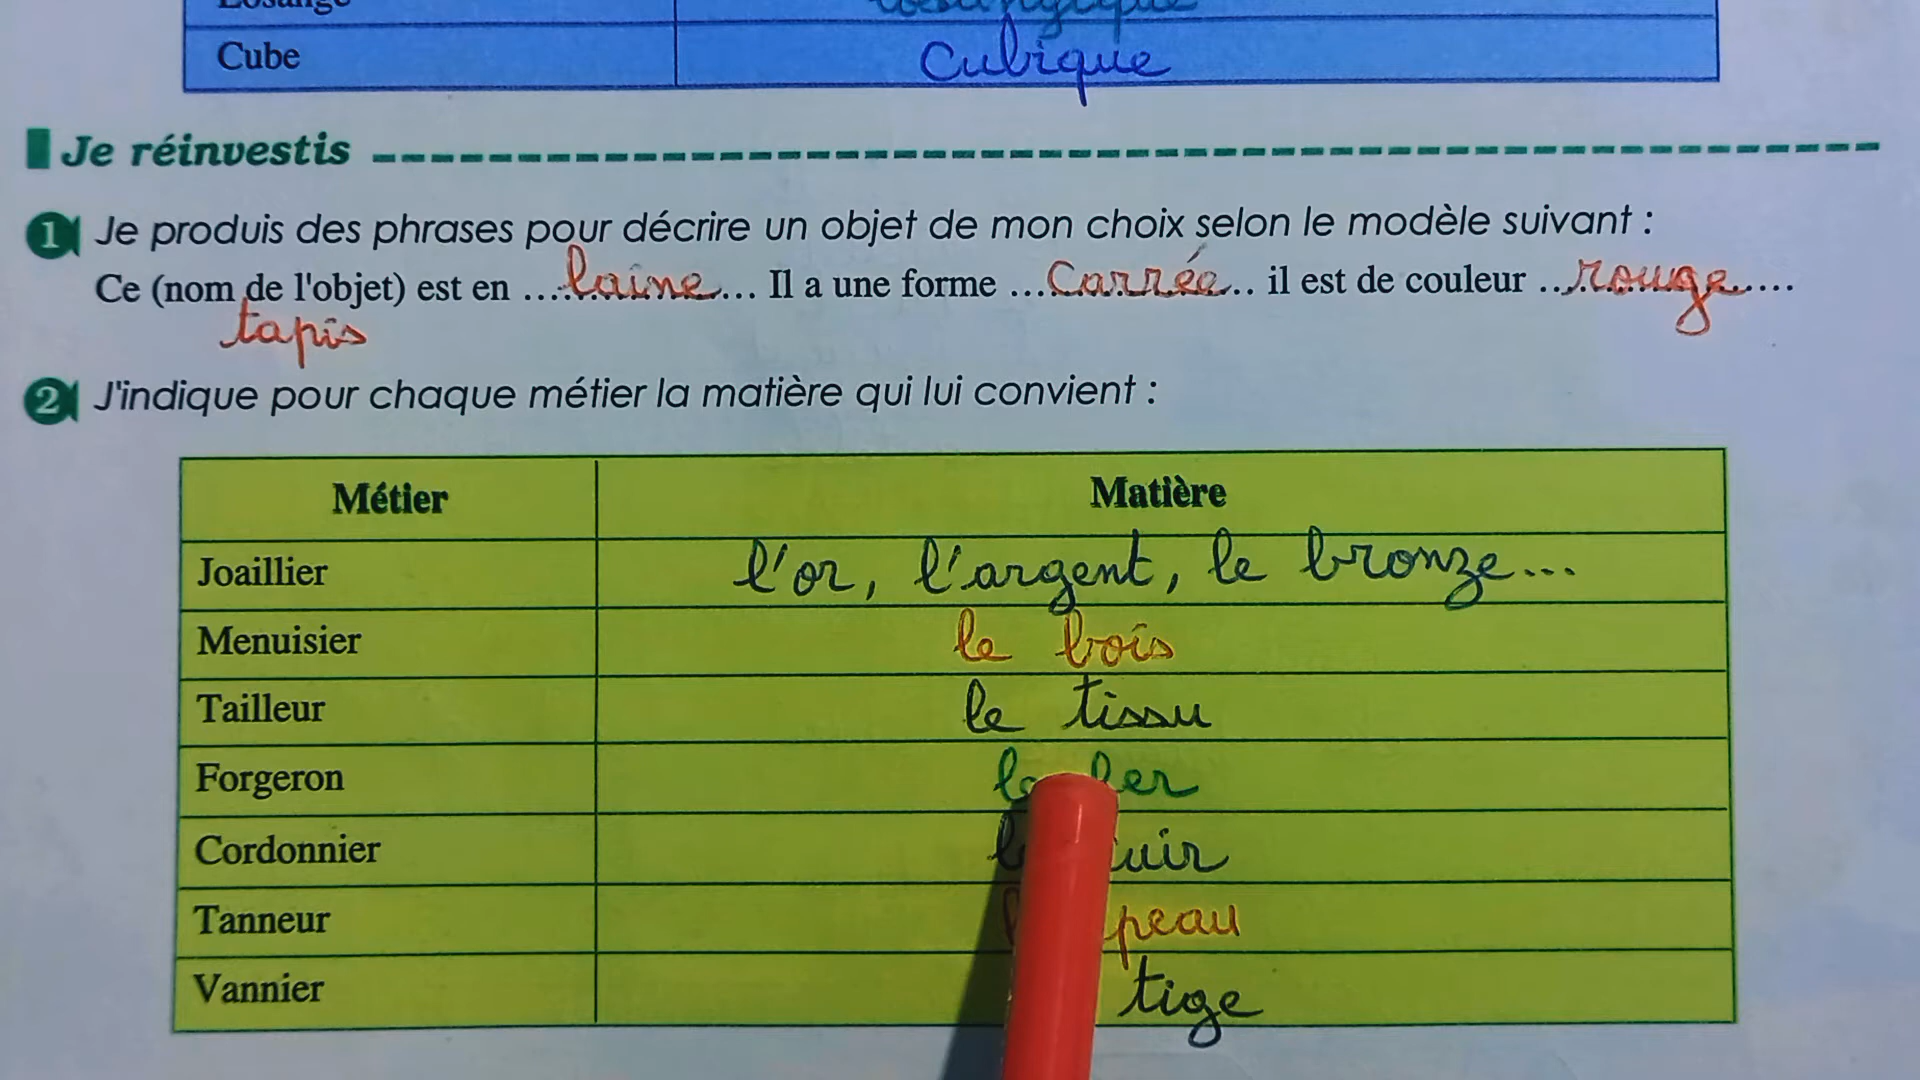 Losange losangique
Cube Cubique
Je réinvestis
1 Je produis des phrases pour décrire un objet de mon choix selon le modèle suivant :
Ce (nom de l'objet) est en ....laine.... Il a une forme ....Carrée.... il est de couleur ....rouge....
tapis
2 J'indique pour chaque métier la matière qui lui convient :
Métier Matière
Joaillier l'or, l'argent, le bronze...
Menuisier le bois
Tailleur le tissu
Forgeron fer
Cordonnier
Tanneur peau
Vannier tige